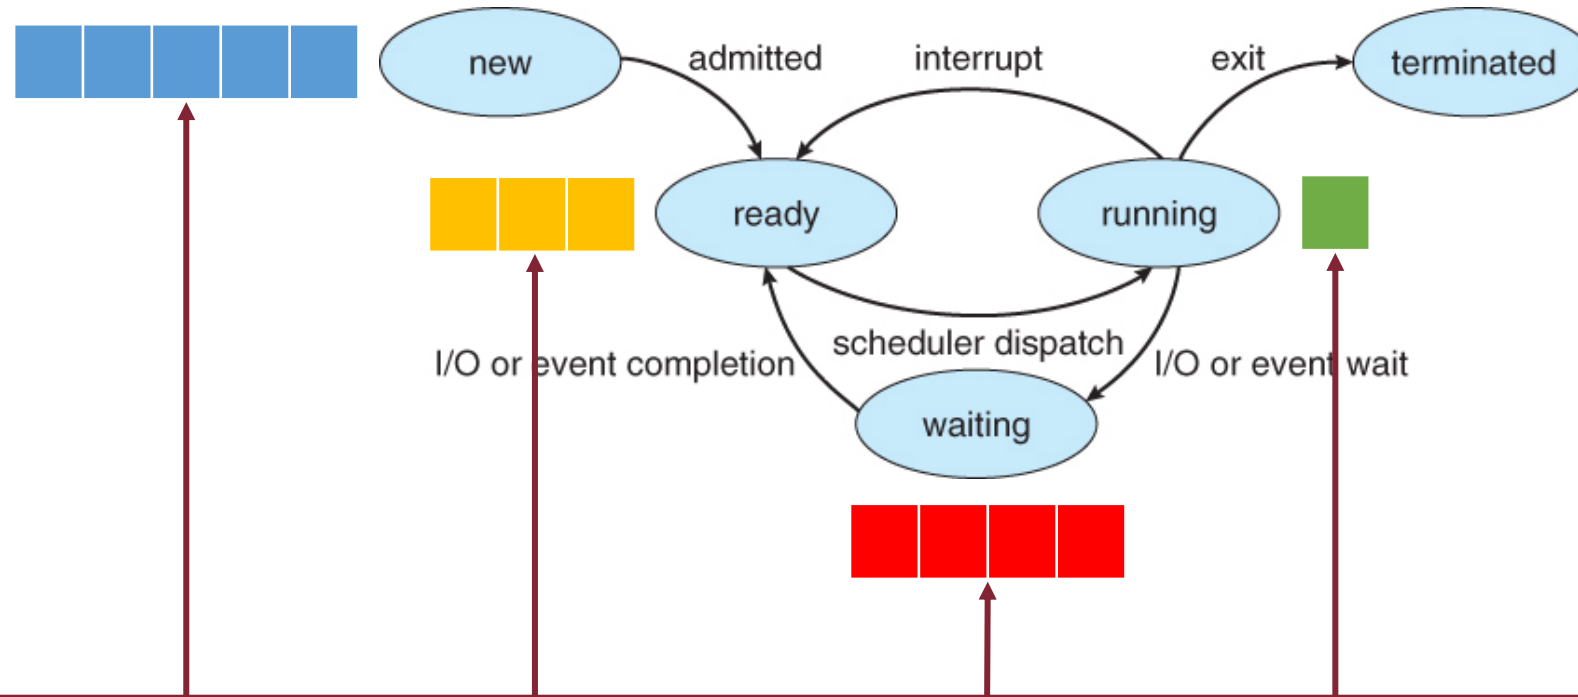 new
admitted
interrupt
exit
terminated
ready
running
scheduler dispatch
I/O or event completion
I/O or event wait
waiting